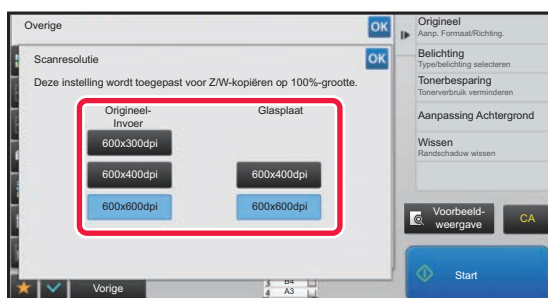 Overige
OK
Scanresolutie
OK
Deze instelling wordt toegepast voor Z/W-kopiëren op 100%-grootte.
Origineel-
Invoer
Glasplaat
600x300dpi
600x400dpi
600x400dpi
600x600dpi
600x600dpi
Vorige
3 B4
4 A3
Origineel
Aanp. Formaat/Richting.
Belichting
Type/belichting selecteren
Tonerbesparing
Tonerverbruik verminderen
Aanpassing Achtergrond
Wissen
Randschaduw wissen
Voorbeeld-
weergave
CA
Start